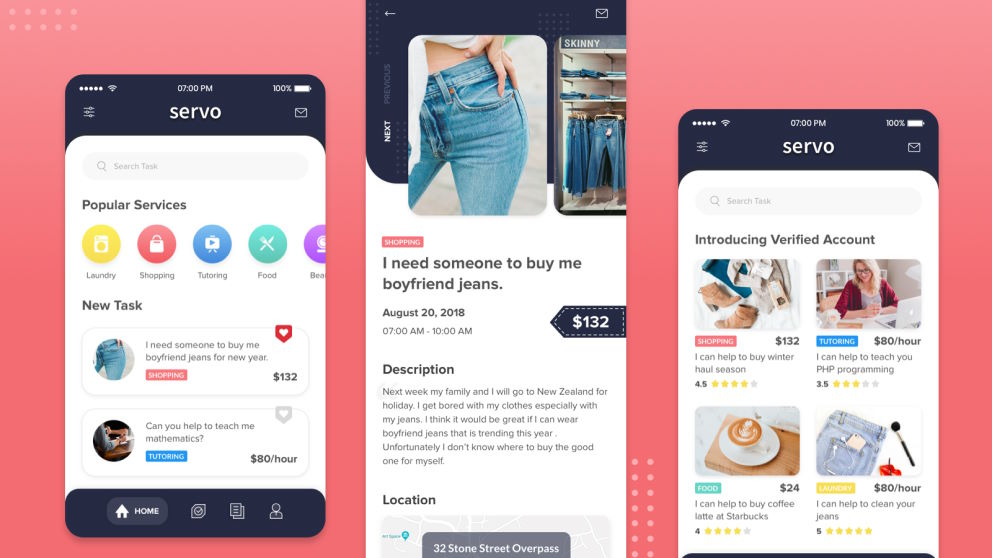 07:00 PM
100%
servo
Search Task
Popular Services
Laundry
Shopping
Tutoring
Food
Bea
New Task
I need someone to buy me
boyfriend jeans for new year.
SHOPPING
$132
Can you help to teach me
mathematics?
TUTORING
$80/hour
HOME
PREVIOUS
NEXT
SKINNY
SHOPPING
I need someone to buy me
boyfriend jeans.
August 20, 2018
07:00 AM - 10:00 AM
$132
Description
Next week my family and I will go to New Zealand for
holiday. I get bored with my clothes especially with
my jeans. I think it would be great if I can wear
boyfriend jeans that is trending this year .
Unfortunately I don't know where to buy the good
one for myself.
Location
Art Space
32 Stone Street Overpass
07:00 PM
100%
servo
Search Task
Introducing Verified Account
SHOPPING
$132
I can help to buy winter
haul season
4.5
TUTORING
$80/hour
I can help to teach you
PHP programming
3.5
FOOD
$24
I can help to buy coffee
latte at Starbucks
4
LAUNDRY
$80/hour
I can help to clean your
jeans
5